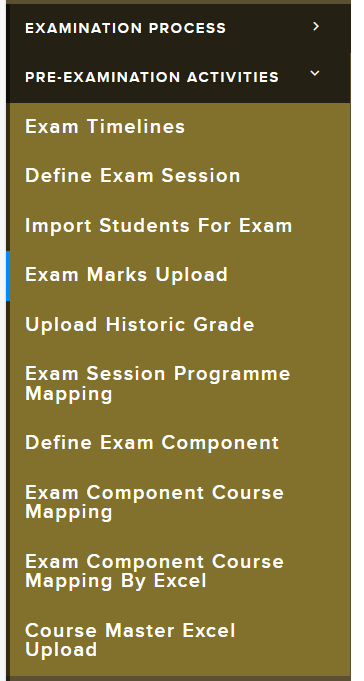 EXAMINATION PROCESS
PRE-EXAMINATION ACTIVITIES
Exam Timelines
Define Exam Session
Import Students For Exam
Exam Marks Upload
Upload Historic Grade
Exam Session Programme
Mapping
Define Exam Component
Exam Component Course
Mapping
Exam Component Course
Mapping By Excel
Course Master Excel
Upload